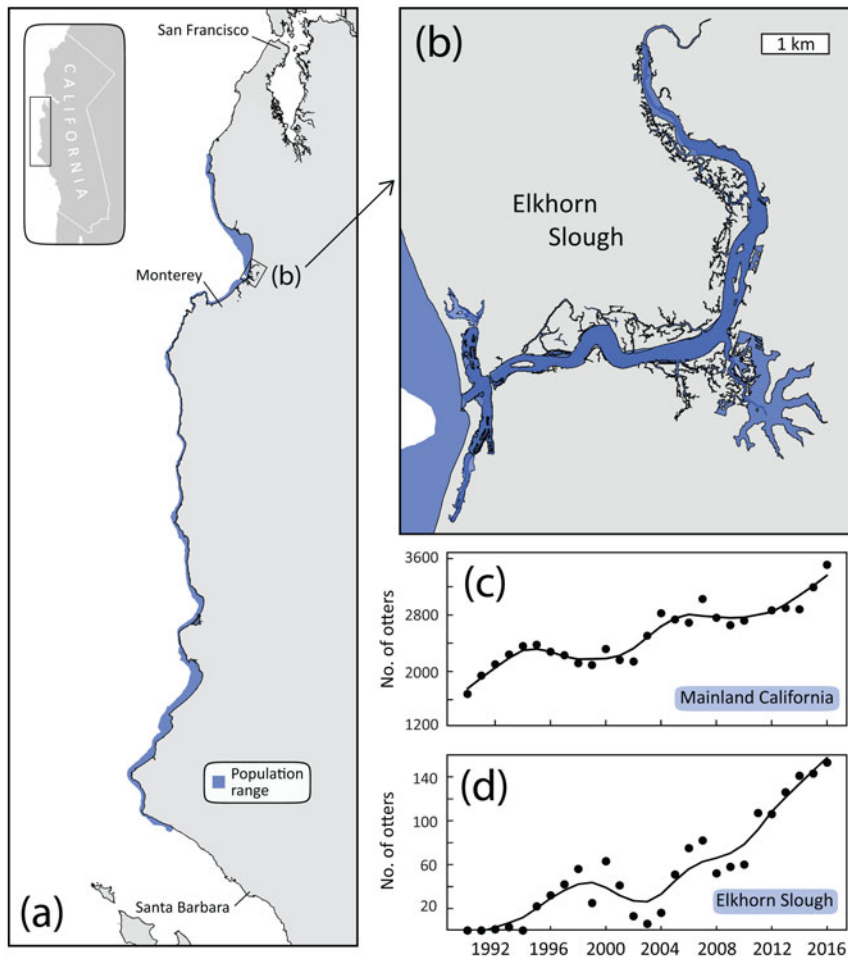 San Francisco
CALIFORNIA
Monterey
(b)
Population
range
Santa Barbara
(a)
(b)
1 km
Elkhorn
Slough
3600
2800
2000
1200
No. of otters
(c)
Mainland California
140
100
60
20
No. of otters
(d)
Elkhorn Slough
1992 1996 2000 2004 2008 2012 2016